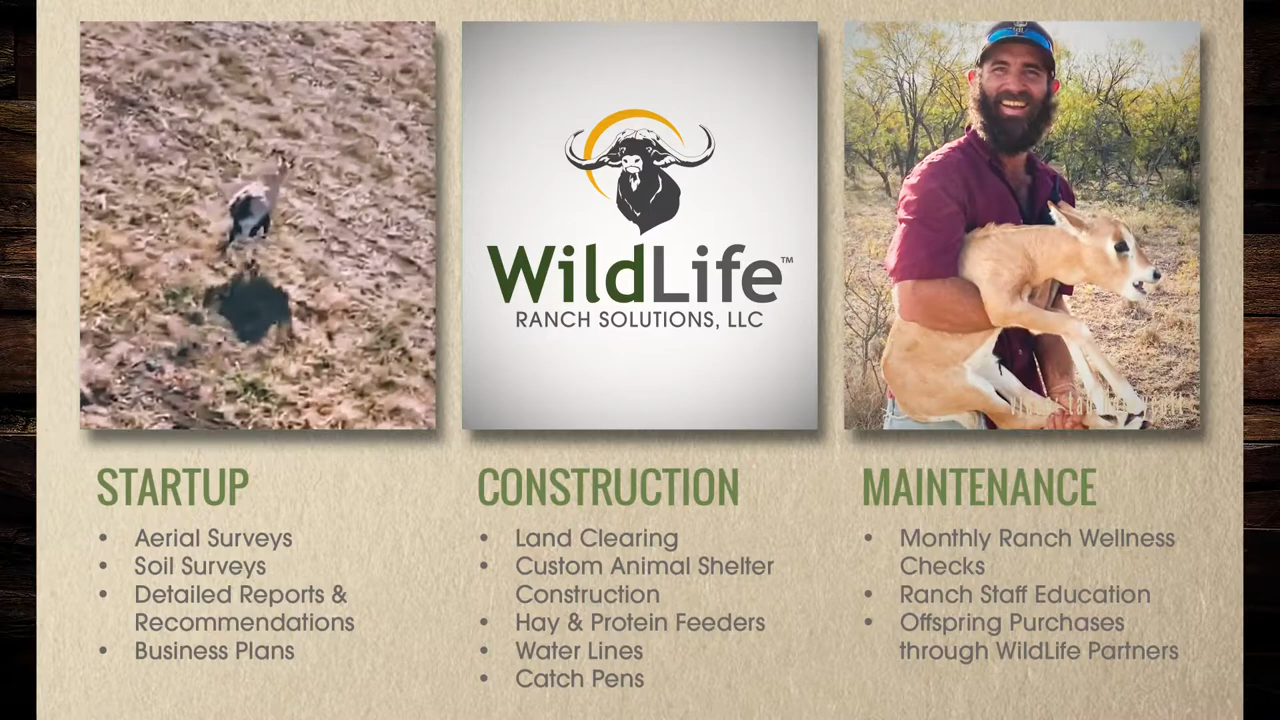 WildLife™
RANCH SOLUTIONS, LLC
STARTUP
• Aerial Surveys
• Soil Surveys
• Detailed Reports &
Recommendations
• Business Plans
CONSTRUCTION
• Land Clearing
• Custom Animal Shelter
Construction
• Hay & Protein Feeders
• Water Lines
• Catch Pens
MAINTENANCE
• Monthly Ranch Wellness
Checks
• Ranch Staff Education
• Offspring Purchases
through WildLife Partners